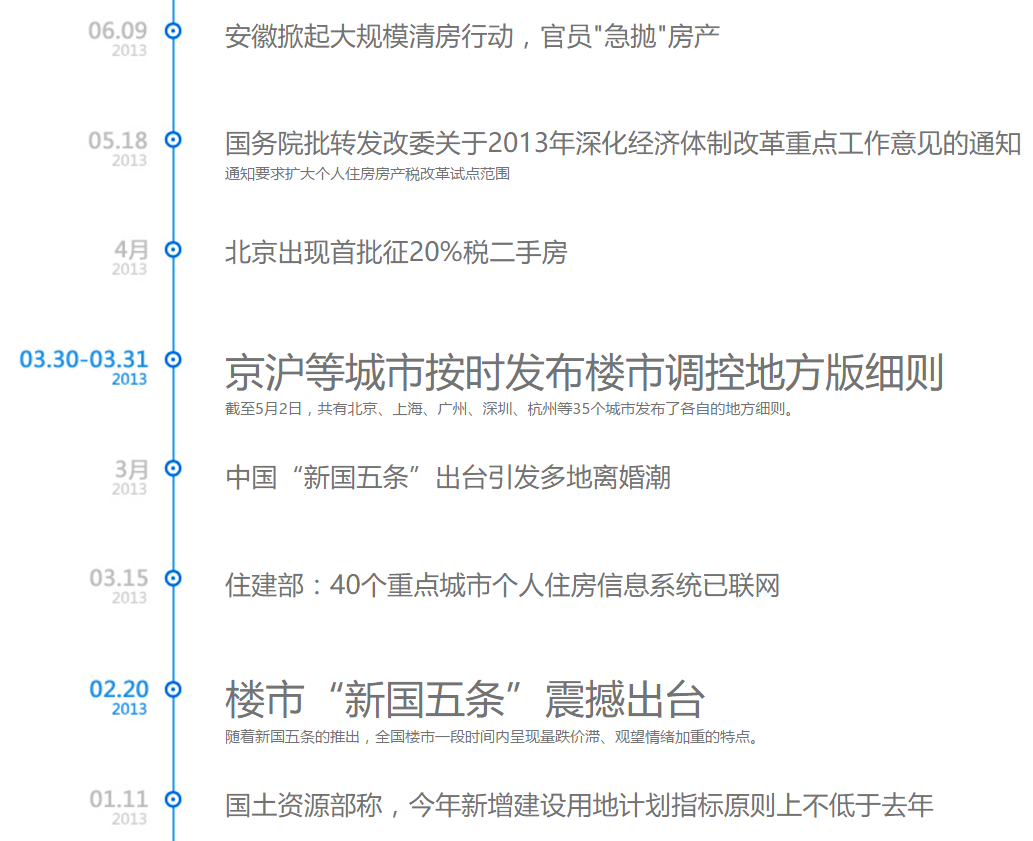 06.09
2013
安徽掀起大规模清房行动，官员"急抛"房产
05.18
2013
国务院批转发改委关于2013年深化经济体制改革重点工作意见的通知
通知要求扩大个人住房房产税改革试点范围
4月
2013
北京出现首批征20%税二手房
03.30-03.31
2013
京沪等城市按时发布楼市调控地方版细则
截至5月2日，共有北京、上海、广州、深圳、杭州等35个城市发布了各自的地方细则。
3月
2013
中国“新国五条”出台引发多地离婚潮
03.15
2013
住建部：40个重点城市个人住房信息系统已联网
02.20
2013
楼市“新国五条”震撼出台
随着新国五条的推出，全国楼市一段时间内呈现量跌价滞、观望情绪加重的特点。
01.11
2013
国土资源部称，今年新增建设用地计划指标原则上不低于去年